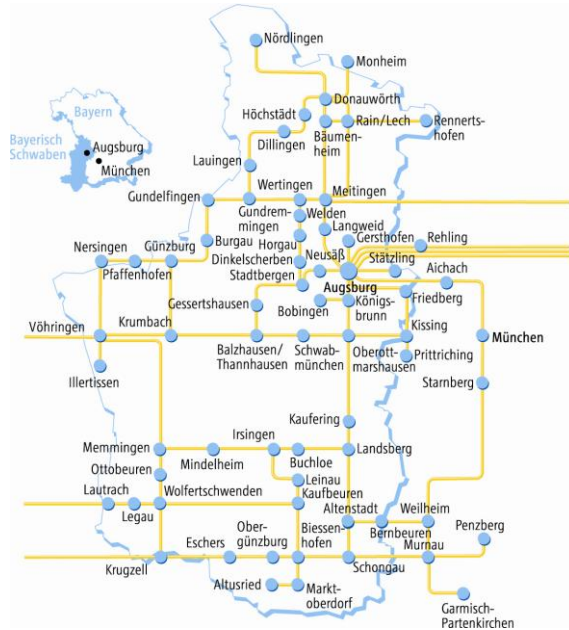 Nördlingen
Monheim
Donauwörth
Höchstädt
Bayern
Rain/Lech
Rennerts-
hofen
Bäumen-
heim
Dillingen
Bayerisch
Schwaben
Augsburg
München
Lauingen
Wertingen
Meitingen
Gundelfingen
Gundrem-
mingen
Welden
Langweid
Gersthofen
Rehling
Burgau
Horgau
Nersingen
Günzburg
Dinkelscherben
Neusäß
Stätzling
Pfaffenhofen
Stadtbergen
Aichach
Augsburg
Gessertshausen
Bobingen
Königs-
brunn
Friedberg
Vöhringen
Krumbach
Kissing
München
Balzhausen/
Thannhausen
Schwab-
münchen
Oberott-
marshausen
Prittriching
Illertissen
Starnberg
Kaufering
Irsingen
Memmingen
Landsberg
Mindelheim
Buchloe
Ottobeuren
Leinau
Lautrach
Wolfertschwenden
Kaufbeuren
Legau
Altenstadt
Weilheim
Ober-
günzburg
Biessen-
hofen
Bernbeuren
Penzberg
Eschers
Murnau
Krugzell
Schongau
Altusried
Markt-
oberdorf
Garmisch-
Partenkirchen